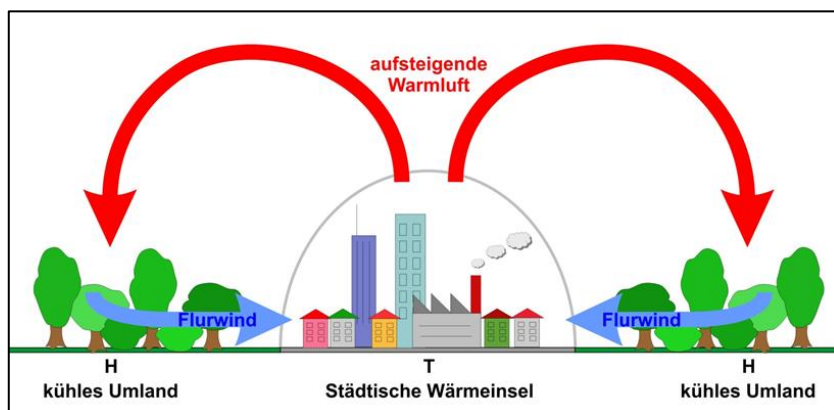 aufsteigende
Warmluft
Flurwind
Flurwind
H
T
H
kühles Umland
Städtische Wärmeinsel
kühles Umland